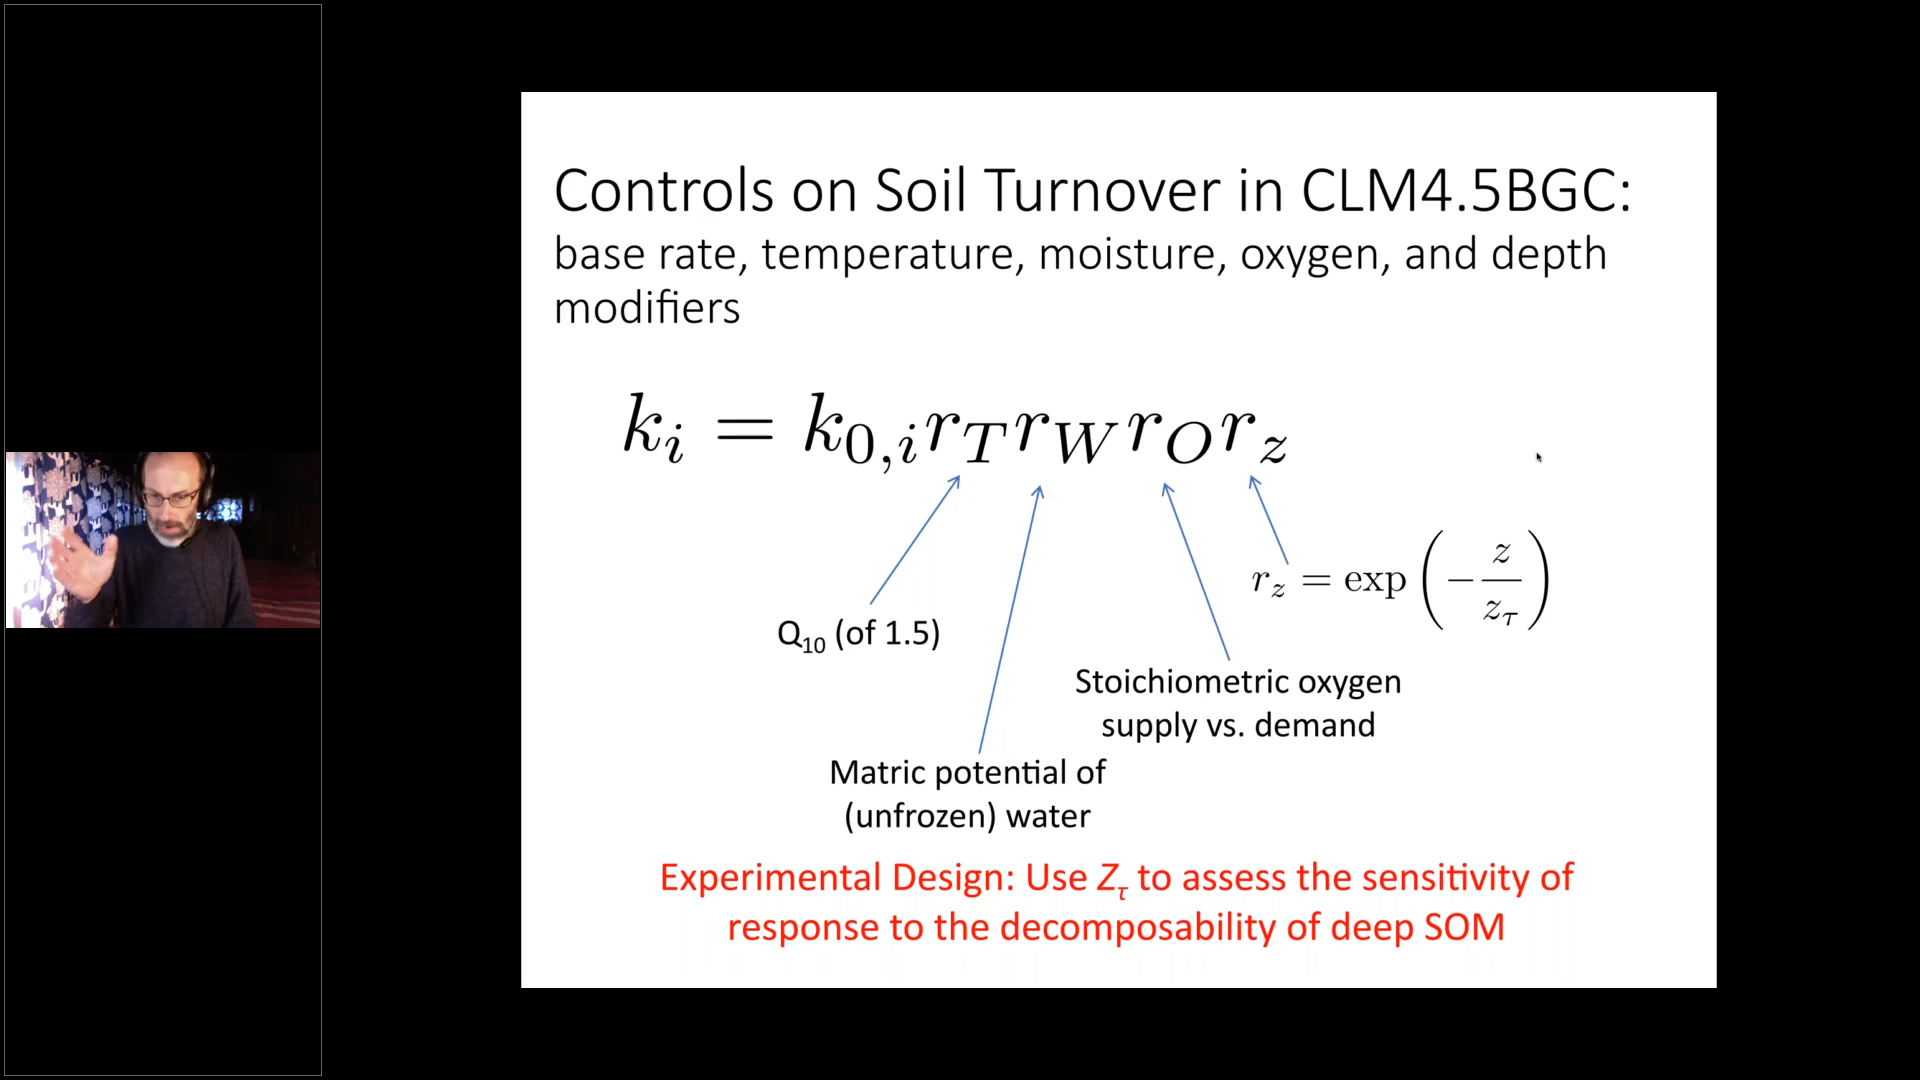 Controls on Soil Turnover in CLM4.5BGC:
base rate, temperature, moisture, oxygen, and depth
modifiers
k_i = k_{0,i} r_T r_W r_O r_z
r_z = exp(−z/z_τ)
Q₁₀ (of 1.5)
Stoichiometric oxygen
supply vs. demand
Matric potential of
(unfrozen) water
Experimental Design: Use Z_τ to assess the sensitivity of
response to the decomposability of deep SOM